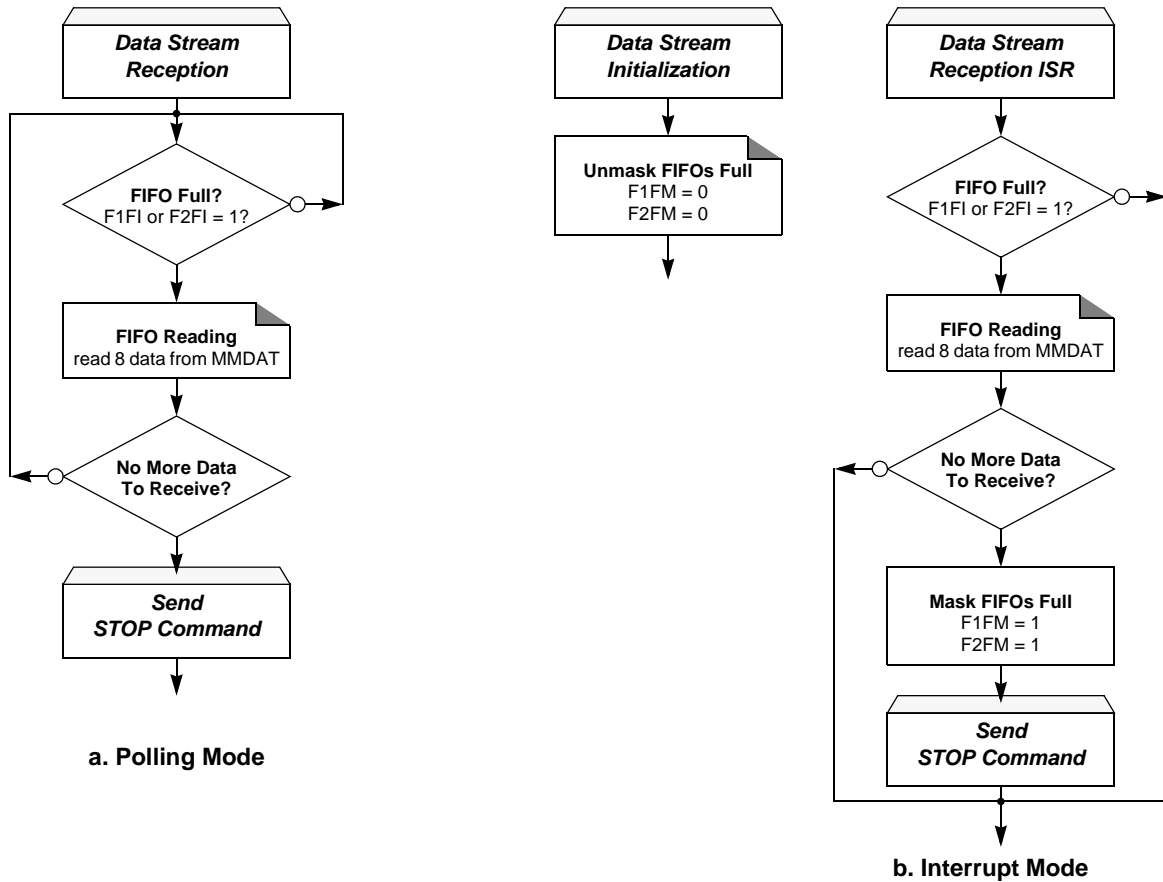 Data Stream
Reception
FIFO Full?
F1FI or F2FI = 1?
FIFO Reading
read 8 data from MMDAT
No More Data
To Receive?
Send
STOP Command
a. Polling Mode
Data Stream
Initialization
Unmask FIFOs Full
F1FM = 0
F2FM = 0
Data Stream
Reception ISR
FIFO Full?
F1FI or F2FI = 1?
FIFO Reading
read 8 data from MMDAT
No More Data
To Receive?
Mask FIFOs Full
F1FM = 1
F2FM = 1
Send
STOP Command
b. Interrupt Mode